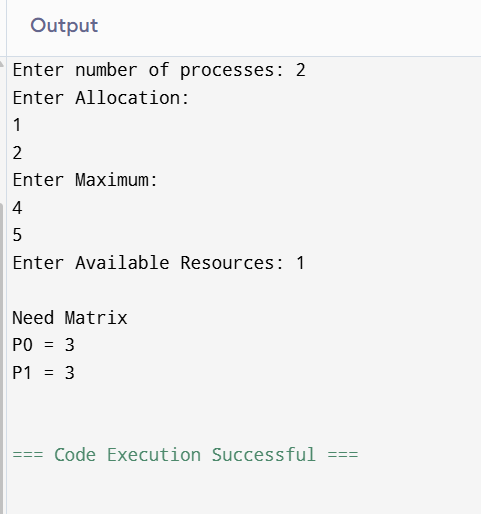 Output
Enter number of processes: 2
Enter Allocation:
1
2
Enter Maximum:
4
5
Enter Available Resources: 1
Need Matrix
P0 = 3
P1 = 3
=== Code Execution Successful ===